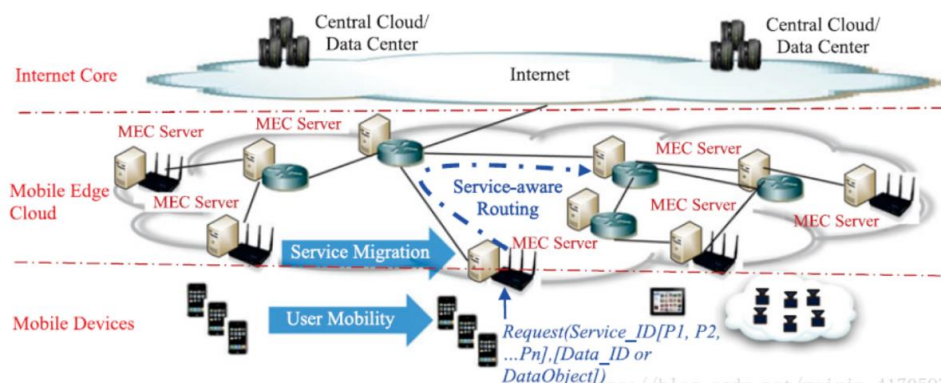 Central Cloud/
Data Center
Central Cloud/
Data Center
Internet Core
Internet
MEC Server
MEC Server
MEC Server
MEC Server
Mobile Edge
Cloud
Service-aware
Routing
MEC Server
MEC Server
MEC Server
MEC Server
Service Migration
Mobile Devices
User Mobility
Request(Service_ID[P1, P2,
...Pn],[Data_ID or
DataObject])